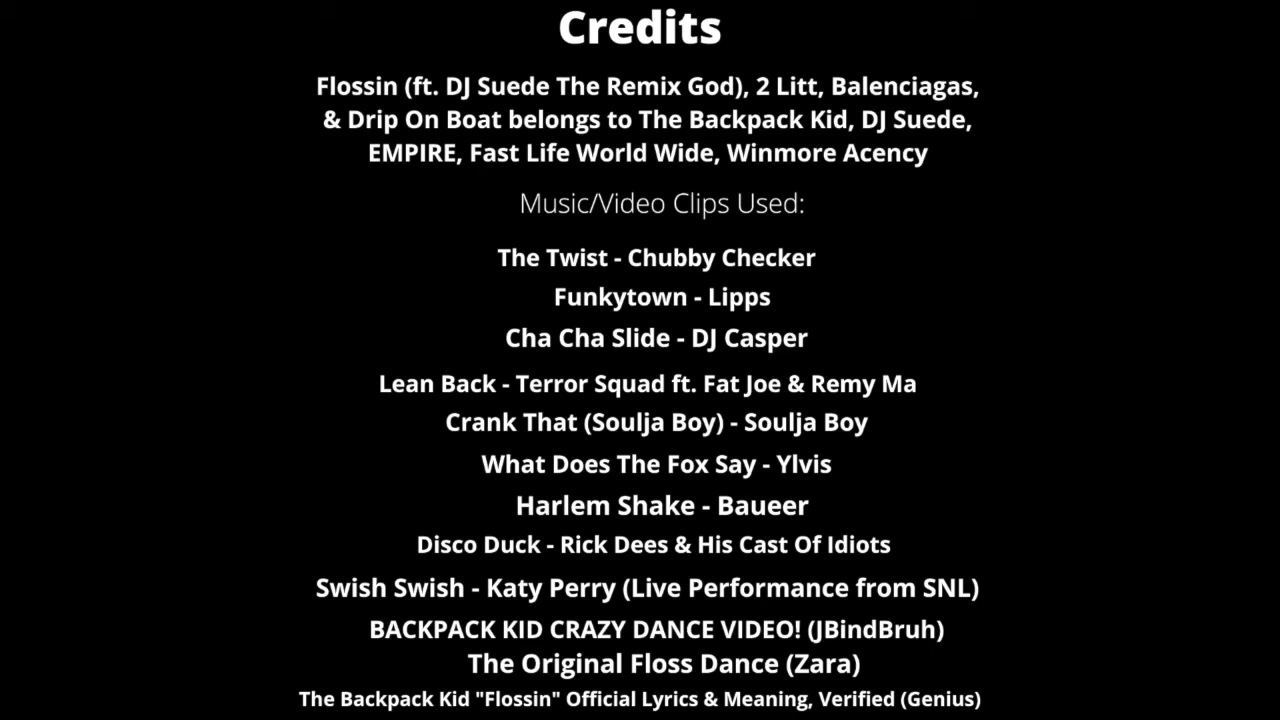 Credits
Flossin (ft. DJ Suede The Remix God), 2 Litt, Balenciagas,
& Drip On Boat belongs to The Backpack Kid, DJ Suede,
EMPIRE, Fast Life World Wide, Winmore Acency
Music/Video Clips Used:
The Twist - Chubby Checker
Funkytown - Lipps
Cha Cha Slide - DJ Casper
Lean Back - Terror Squad ft. Fat Joe & Remy Ma
Crank That (Soulja Boy) - Soulja Boy
What Does The Fox Say - Ylvis
Harlem Shake - Baueer
Disco Duck - Rick Dees & His Cast Of Idiots
Swish Swish - Katy Perry (Live Performance from SNL)
BACKPACK KID CRAZY DANCE VIDEO! (JBindBruh)
The Original Floss Dance (Zara)
The Backpack Kid "Flossin" Official Lyrics & Meaning, Verified (Genius)